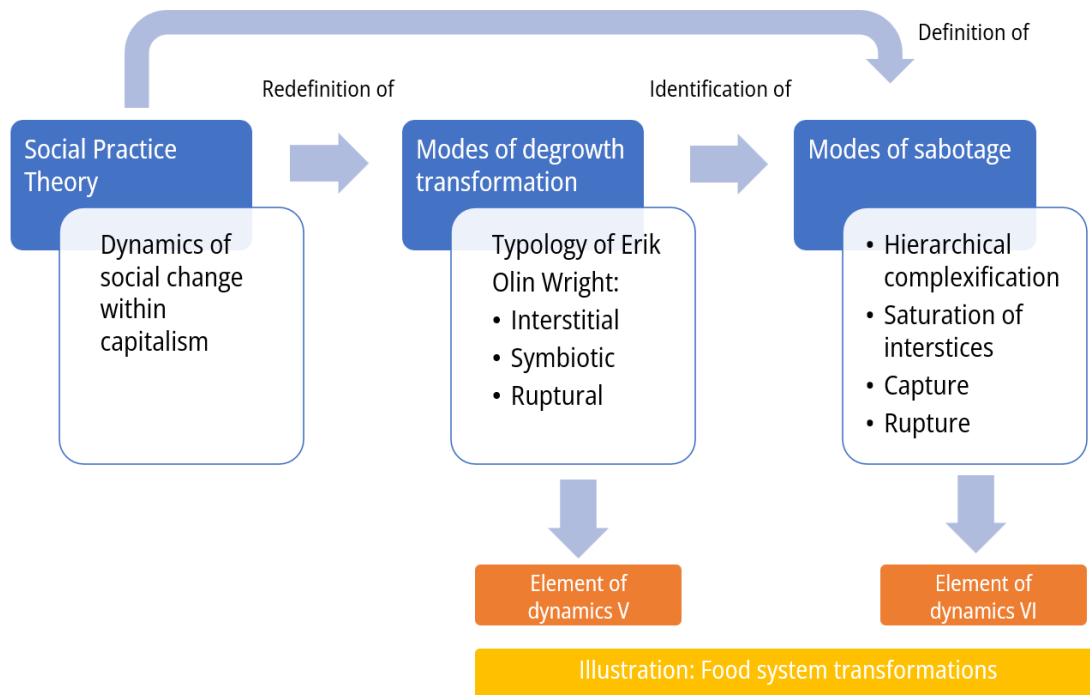 Definition of
Redefinition of
Identification of
Social Practice
Theory
Dynamics of
social change
within
capitalism
Modes of degrowth
transformation
Typology of Erik
Olin Wright:
• Interstitial
• Symbiotic
• Ruptural
Modes of sabotage
• Hierarchical
complexification
• Saturation of
interstices
• Capture
• Rupture
Element of
dynamics V
Element of
dynamics VI
Illustration: Food system transformations